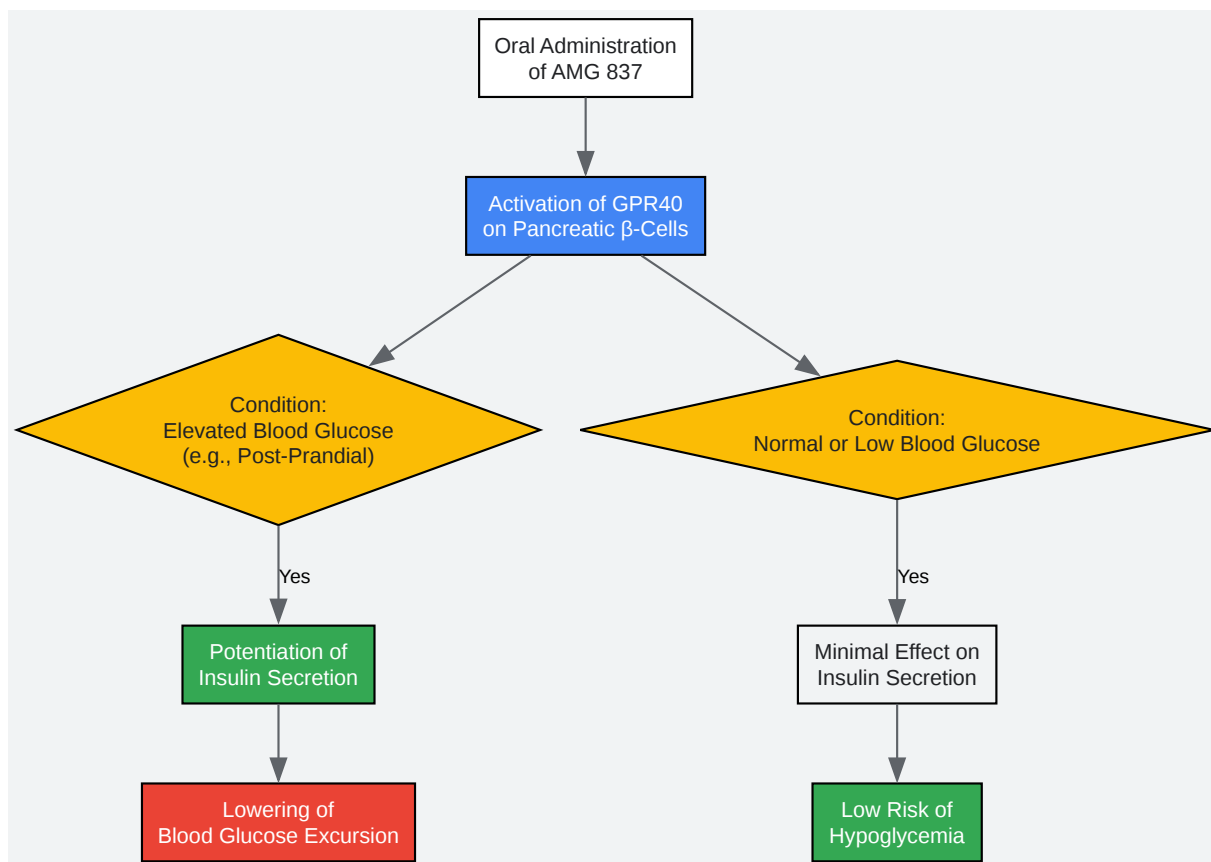 Oral Administration
of AMG 837
Activation of GPR40
on Pancreatic β-Cells
Condition:
Elevated Blood Glucose
(e.g., Post-Prandial)
Condition:
Normal or Low Blood Glucose
Yes
Yes
Potentiation of
Insulin Secretion
Minimal Effect on
Insulin Secretion
Lowering of
Blood Glucose Excursion
Low Risk of
Hypoglycemia